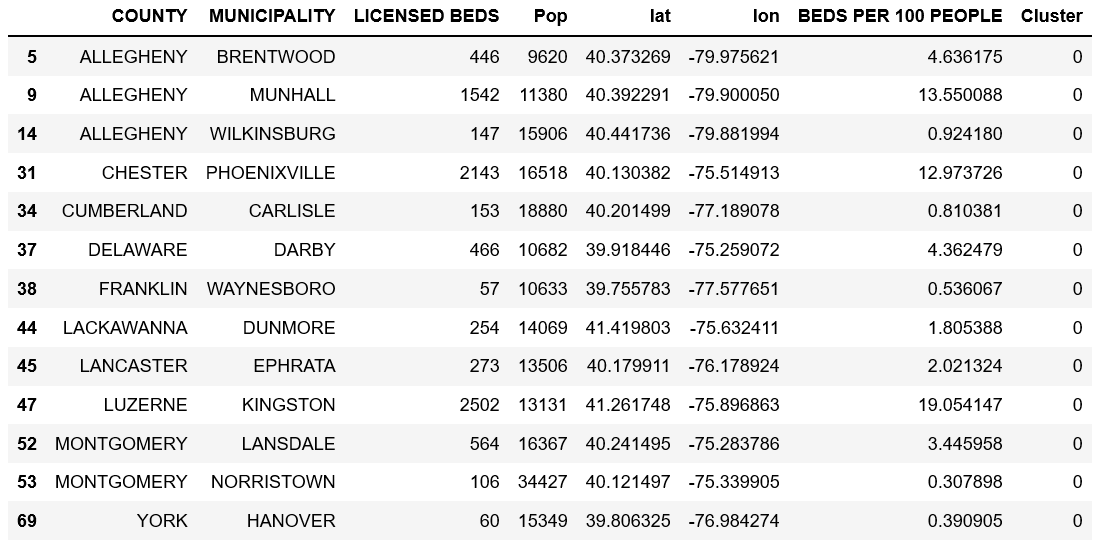 COUNTY MUNICIPALITY LICENSED BEDS Pop lat lon BEDS PER 100 PEOPLE Cluster
5 ALLEGHENY BRENTWOOD 446 9620 40.373269 -79.975621 4.636175 0
9 ALLEGHENY MUNHALL 1542 11380 40.392291 -79.900050 13.550088 0
14 ALLEGHENY WILKINSBURG 147 15906 40.441736 -79.881994 0.924180 0
31 CHESTER PHOENIXVILLE 2143 16518 40.130382 -75.514913 12.973726 0
34 CUMBERLAND CARLISLE 153 18880 40.201499 -77.189078 0.810381 0
37 DELAWARE DARBY 466 10682 39.918446 -75.259072 4.362479 0
38 FRANKLIN WAYNESBORO 57 10633 39.755783 -77.577651 0.536067 0
44 LACKAWANNA DUNMORE 254 14069 41.419803 -75.632411 1.805388 0
45 LANCASTER EPHRATA 273 13506 40.179911 -76.178924 2.021324 0
47 LUZERNE KINGSTON 2502 13131 41.261748 -75.896863 19.054147 0
52 MONTGOMERY LANSDALE 564 16367 40.241495 -75.283786 3.445958 0
53 MONTGOMERY NORRISTOWN 106 34427 40.121497 -75.339905 0.307898 0
69 YORK HANOVER 60 15349 39.806325 -76.984274 0.390905 0